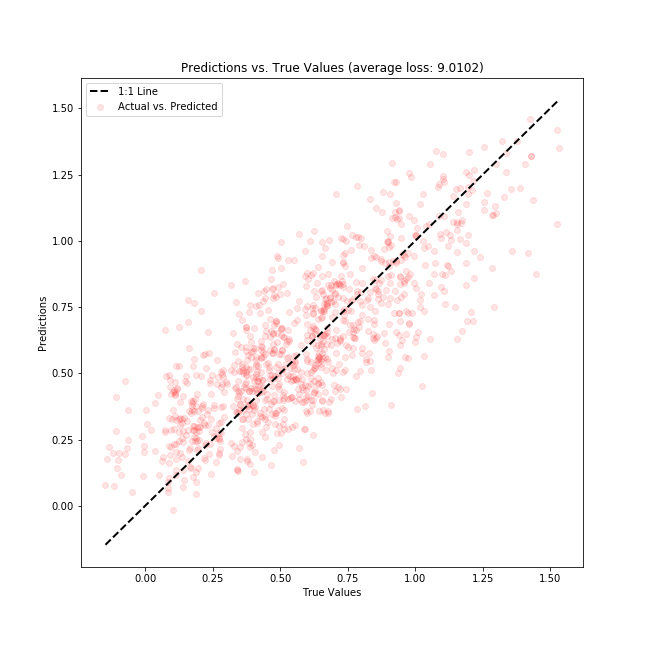 Predictions vs. True Values (average loss: 9.0102)
1:1 Line
Actual vs. Predicted
1.50
1.25
1.00
0.75
0.50
0.25
0.00
Predictions
0.00 0.25 0.50 0.75 1.00 1.25 1.50
True Values